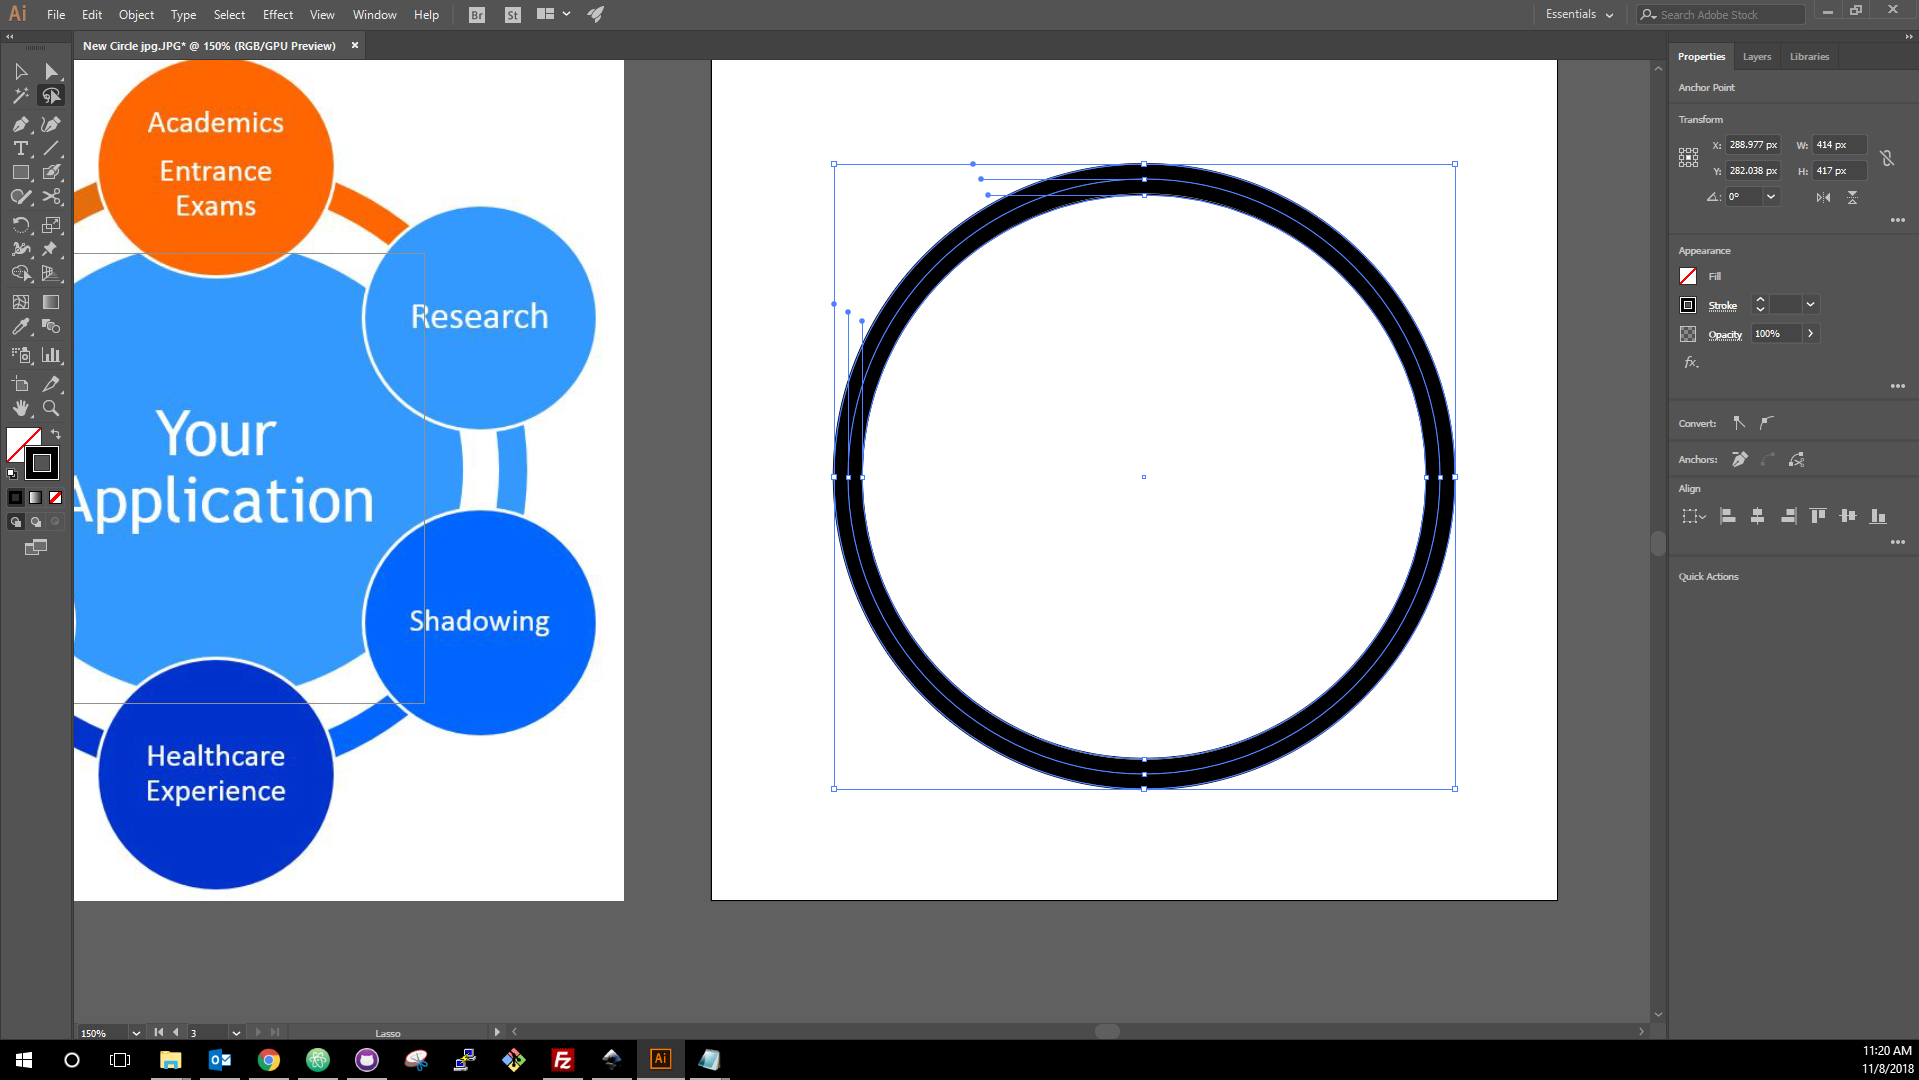 Ai File Edit Object Type Select Effect View Window Help Br St Essentials Search Adobe Stock
New Circle jpg.JPG* @ 150% (RGB/GPU Preview) ×
Properties Layers Libraries
Anchor Point
Transform
X: 288.977 px W: 414 px
Y: 282.038 px H: 417 px
0°
Appearance
Fill
Stroke
Opacity 100%
fx.
Convert:
Anchors:
Align
Quick Actions
Academics
Entrance
Exams
Research
Your
Application
Shadowing
Healthcare
Experience
150% 3 Lasso
Fz Ai
11:20 AM
11/8/2018